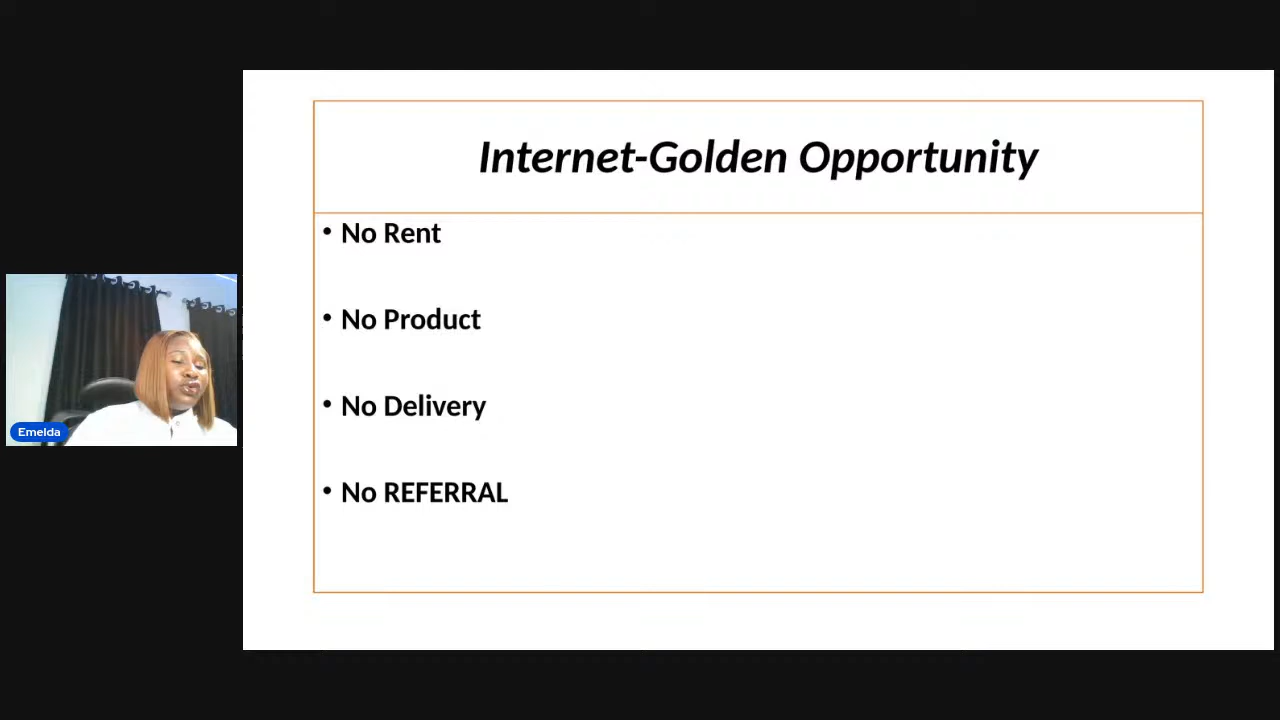 Internet-Golden Opportunity
• No Rent
• No Product
• No Delivery
• No REFERRAL
Emelda